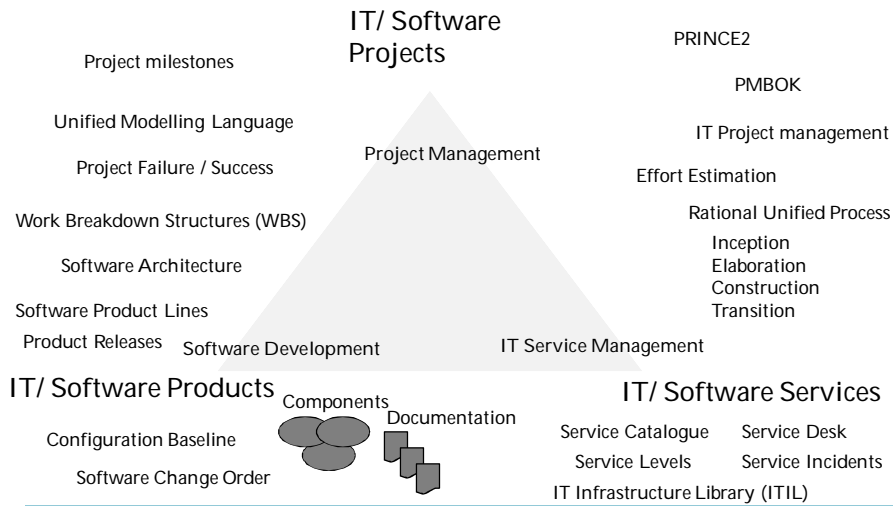 IT/ Software
Projects
PRINCE2
Project milestones
PMBOK
Unified Modelling Language
IT Project management
Project Management
Project Failure / Success
Effort Estimation
Work Breakdown Structures (WBS)
Rational Unified Process
Inception
Software Architecture
Elaboration
Construction
Software Product Lines
Transition
Product Releases
Software Development
IT Service Management
IT/ Software Products
IT/ Software Services
Components
Documentation
Configuration Baseline
Service Catalogue
Service Desk
Software Change Order
Service Levels
Service Incidents
IT Infrastructure Library (ITIL)